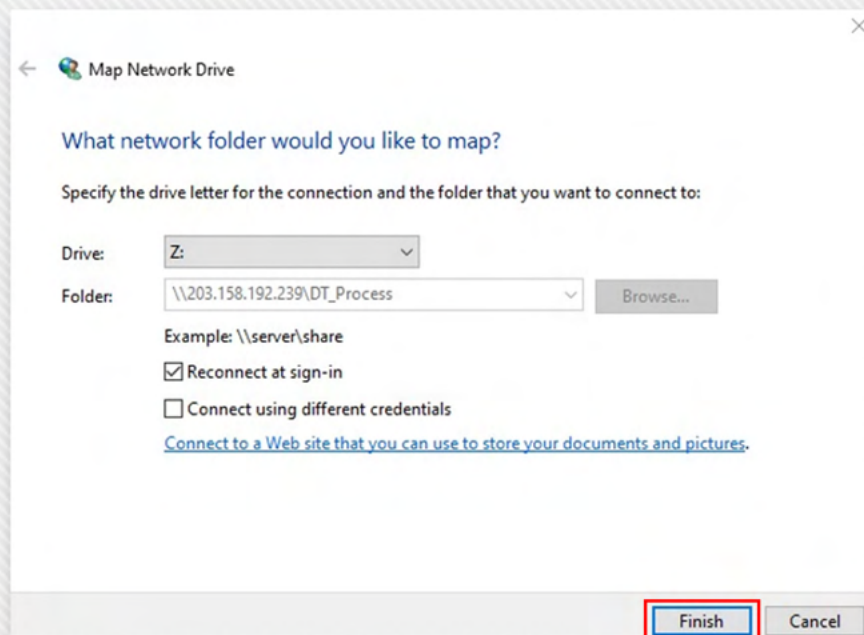 Map Network Drive
What network folder would you like to map?
Specify the drive letter for the connection and the folder that you want to connect to:
Drive: Z:
Folder: \\203.158.192.239\DT_Process Browse...
Example: \\server\share
Reconnect at sign-in
Connect using different credentials
Connect to a Web site that you can use to store your documents and pictures.
Finish Cancel